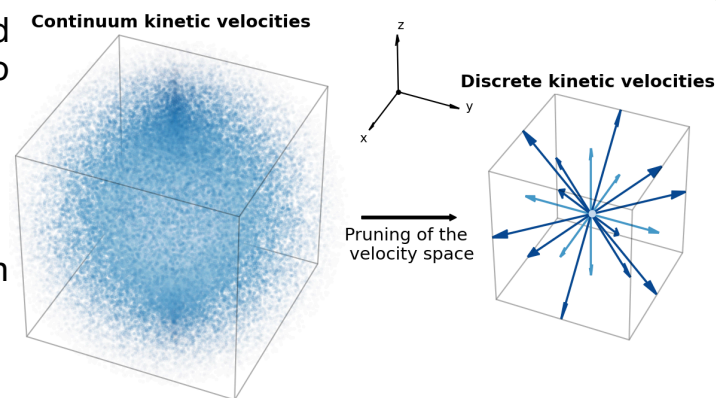 Continuum kinetic velocities
z
y
x
Pruning of the
velocity space
Discrete kinetic velocities